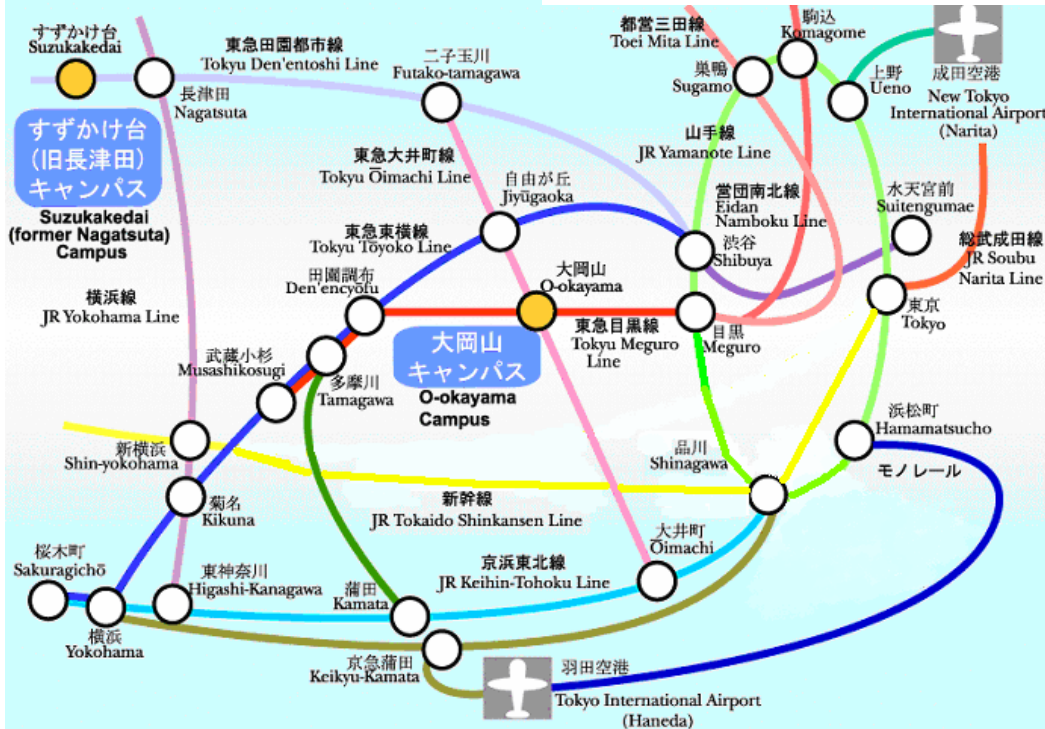 すずかけ台
Suzukakedai
東急田園都市線
Tokyu Den'entoshi Line
二子玉川
Futako-tamagawa
都営三田線
Toei Mita Line
駒込
Komagome
巣鴨
Sugamo
上野
Ueno
成田空港
New Tokyo
International Airport
(Narita)
長津田
Nagatsuta
すずかけ台
(旧長津田)
キャンパス
Suzukakedai
(former Nagatsuta)
Campus
東急大井町線
Tokyu Ōimachi Line
自由が丘
Jiyūgaoka
山手線
JR Yamanote Line
営団南北線
Eidan
Namboku Line
水天宮前
Suitengumae
東急東横線
Tokyu Tōyoko Line
渋谷
Shibuya
総武成田線
JR Soubu
Narita Line
田園調布
Den'encyōfu
大岡山
O-okayama
東京
Tokyo
横浜線
JR Yokohama Line
東急目黒線
Tokyu Meguro
Line
目黒
Meguro
武蔵小杉
Musashikosugi
多摩川
Tamagawa
大岡山
キャンパス
O-okayama
Campus
浜松町
Hamamatsucho
新横浜
Shin-yokohama
品川
Shinagawa
モノレール
菊名
Kikuna
新幹線
JR Tokaido Shinkansen Line
大井町
Ōimachi
桜木町
Sakuragichō
東神奈川
Higashi-Kanagawa
京浜東北線
JR Keihin-Tohoku Line
蒲田
Kamata
横浜
Yokohama
京急蒲田
Keikyu-Kamata
羽田空港
Tokyo International Airport
(Haneda)